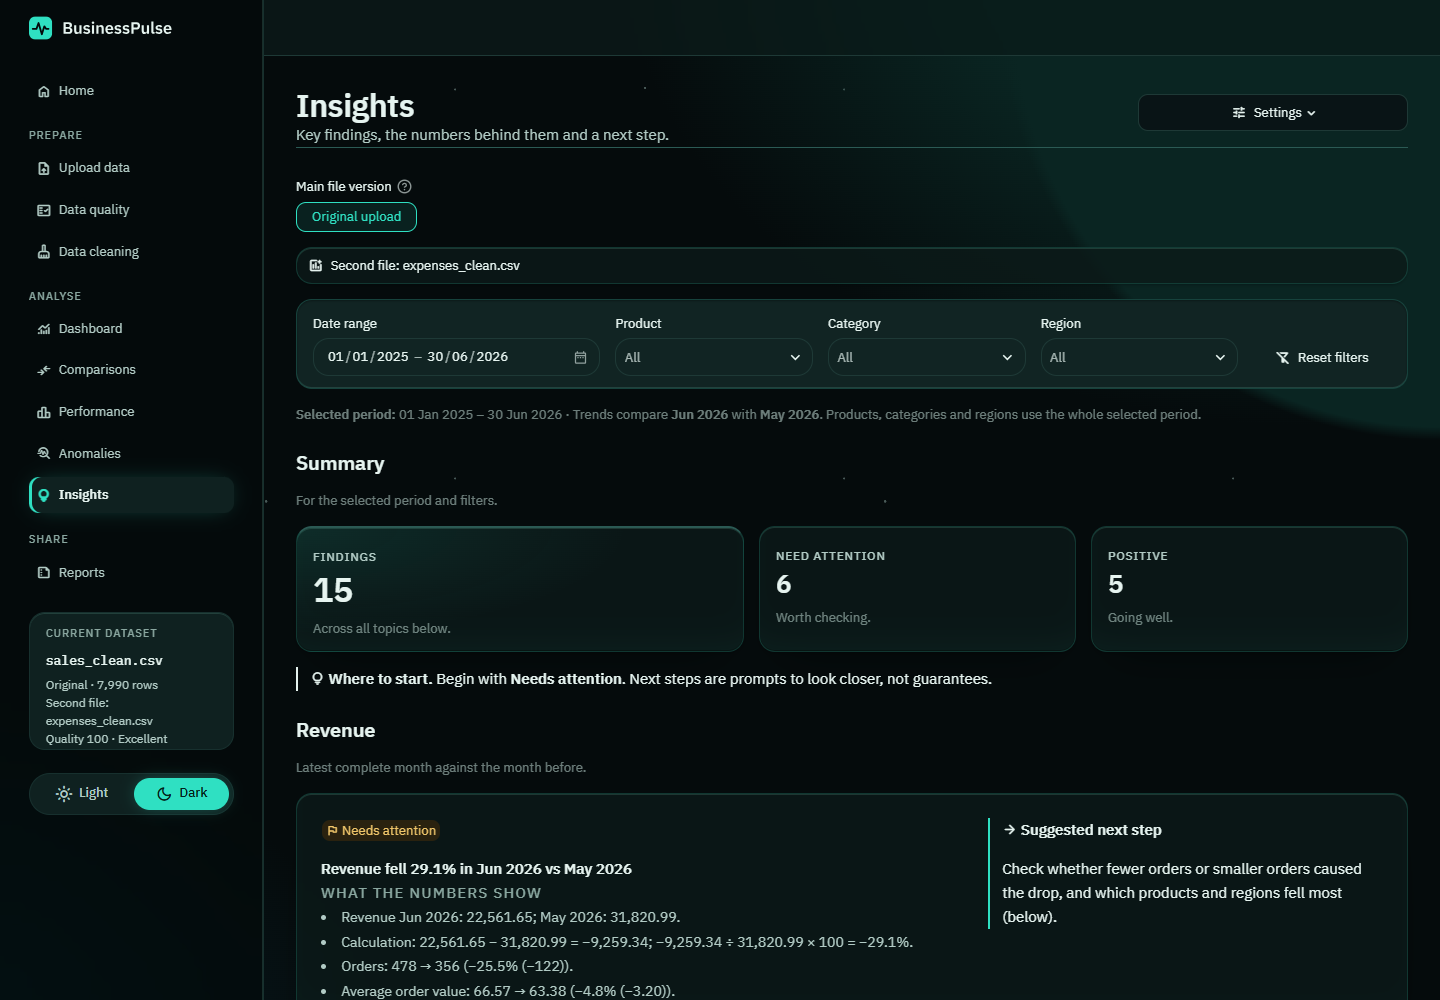 BusinessPulse
Home
PREPARE
Upload data
Data quality
Data cleaning
ANALYSE
Dashboard
Comparisons
Performance
Anomalies
Insights
SHARE
Reports
CURRENT DATASET
sales_clean.csv
Original · 7,990 rows
Second file:
expenses_clean.csv
Quality 100 · Excellent
Light
Dark
Insights
Key findings, the numbers behind them and a next step.
Settings
Main file version
Original upload
Second file: expenses_clean.csv
Date range
Product
Category
Region
01/01/2025 – 30/06/2026
All
All
All
Reset filters
Selected period: 01 Jan 2025 – 30 Jun 2026 · Trends compare Jun 2026 with May 2026. Products, categories and regions use the whole selected period.
Summary
For the selected period and filters.
FINDINGS
15
Across all topics below.
NEED ATTENTION
6
Worth checking.
POSITIVE
5
Going well.
Where to start. Begin with Needs attention. Next steps are prompts to look closer, not guarantees.
Revenue
Latest complete month against the month before.
Needs attention
Revenue fell 29.1% in Jun 2026 vs May 2026
WHAT THE NUMBERS SHOW
• Revenue Jun 2026: 22,561.65; May 2026: 31,820.99.
• Calculation: 22,561.65 − 31,820.99 = −9,259.34; −9,259.34 ÷ 31,820.99 × 100 = −29.1%.
• Orders: 478 → 356 (−25.5% (−122)).
• Average order value: 66.57 → 63.38 (−4.8% (−3.20)).
→ Suggested next step
Check whether fewer orders or smaller orders caused
the drop, and which products and regions fell most
(below).